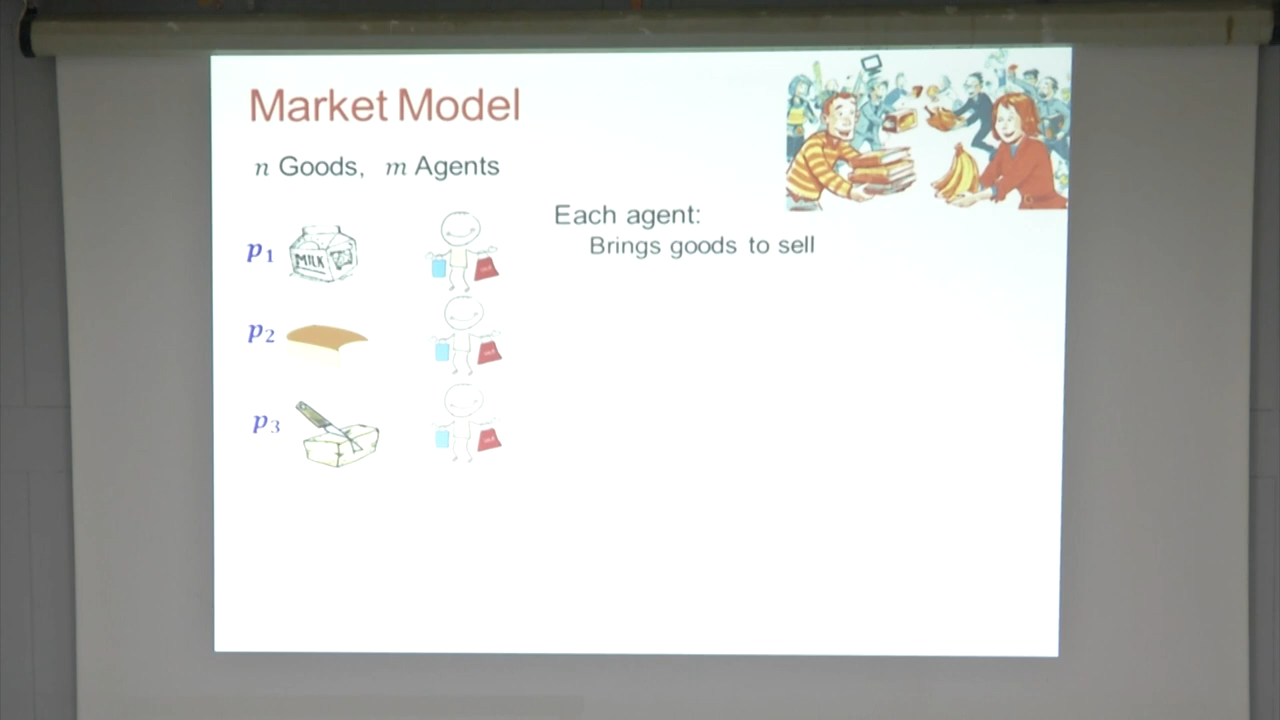 Market Model
n Goods, m Agents
Each agent:
Brings goods to sell
p1
MILK
p2
p3